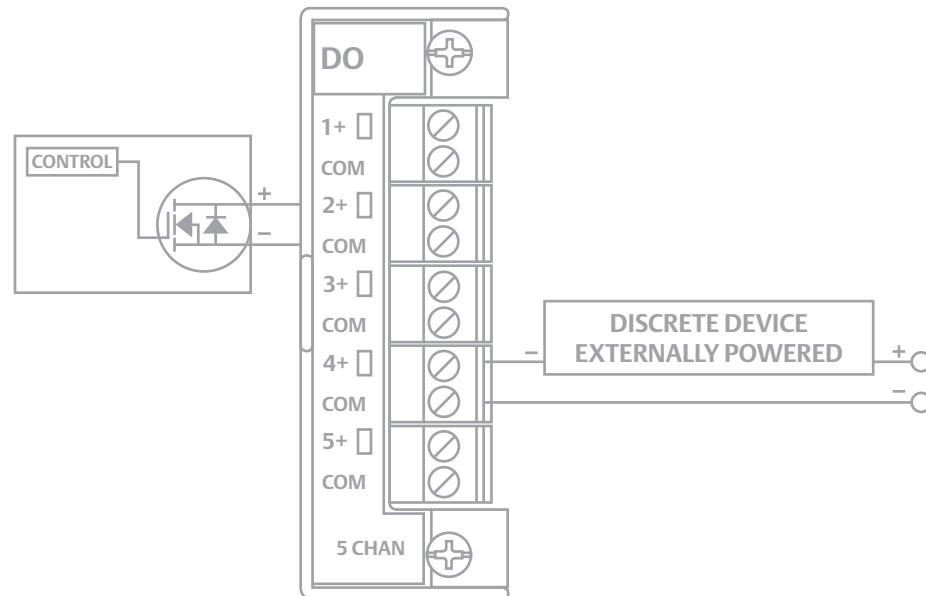 DO
1+
COM
2+
COM
3+
COM
4+
COM
5+
COM
5 CHAN
CONTROL
+
−
−
DISCRETE DEVICE
EXTERNALLY POWERED
+
−